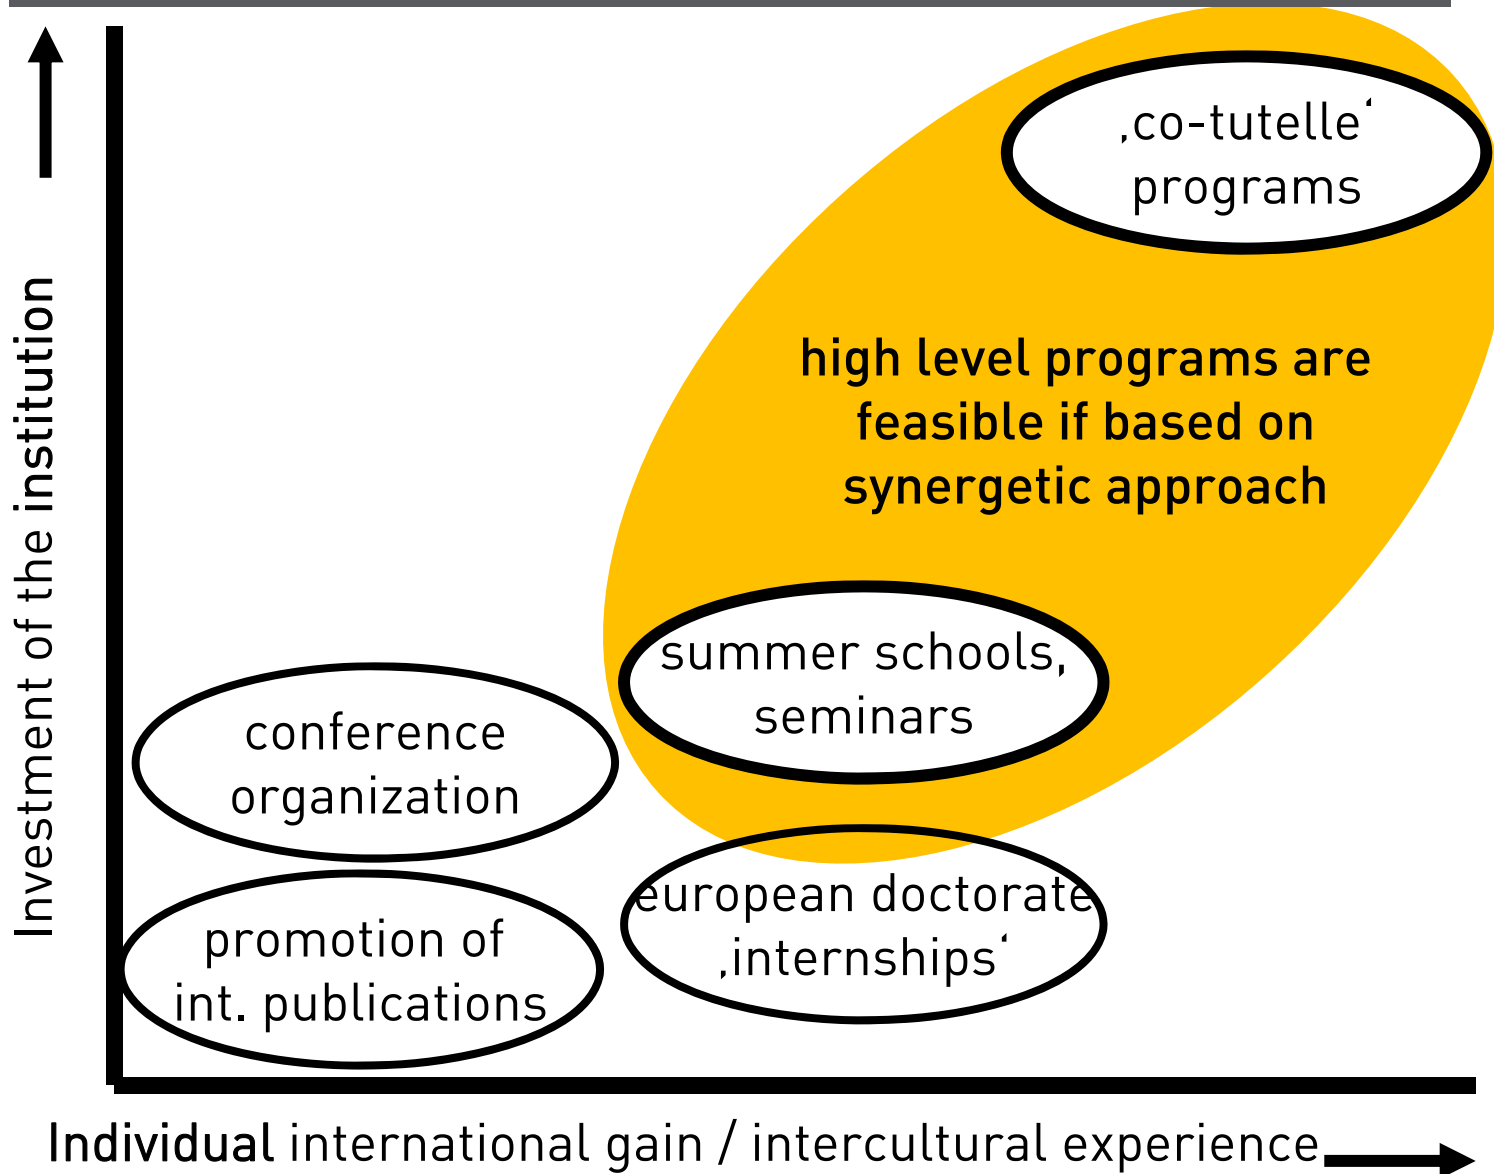 ‚co-tutelle‘
programs
high level programs are
feasible if based on
synergetic approach
summer schools,
seminars
conference
organization
european doctorate
‚internships‘
promotion of
int. publications
Investment of the institution
Individual international gain / intercultural experience